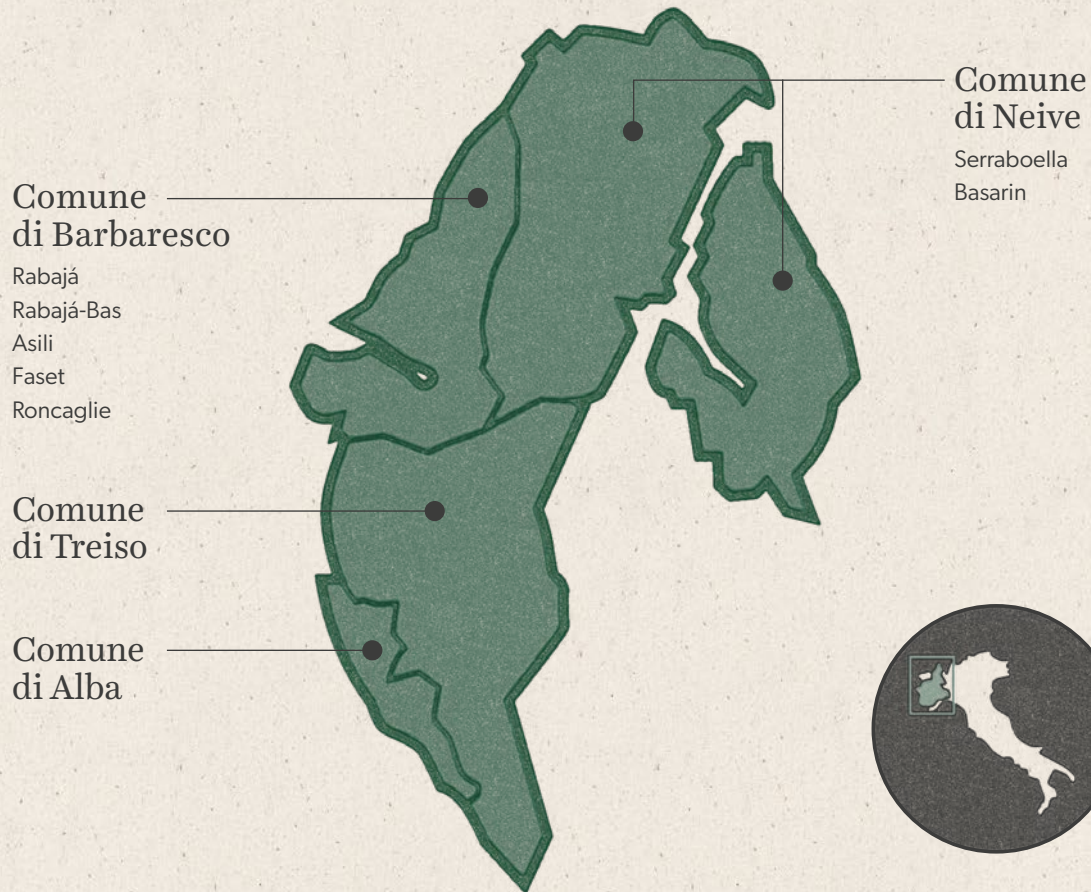 Comune
di Neive
Serraboella
Basarin
Comune
di Barbaresco
Rabajá
Rabajá-Bas
Asili
Faset
Roncaglie
Comune
di Treiso
Comune
di Alba